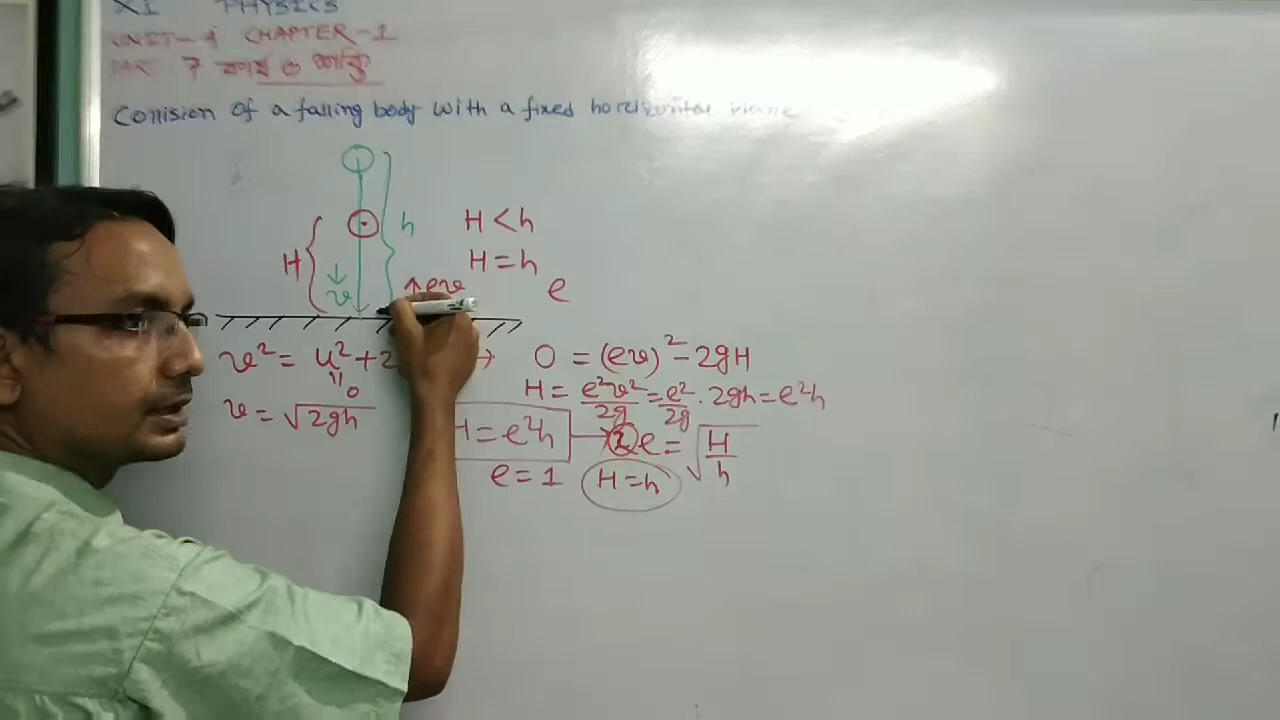 XI PHYSICS
UNIT-4 CHAPTER-1
7 কার্য ও শক্তি
Collision of a falling body with a fixed horizontal plane
h
H < h
H
H = h
v
↑ev
e
v² = u² + 2
→ 0 = (ev)² - 2gH
0
H = e²v²/2g = e²/2g . 2gh = e²h
v = √2gh
H = e²h → e = √H/h
e = 1
H = h